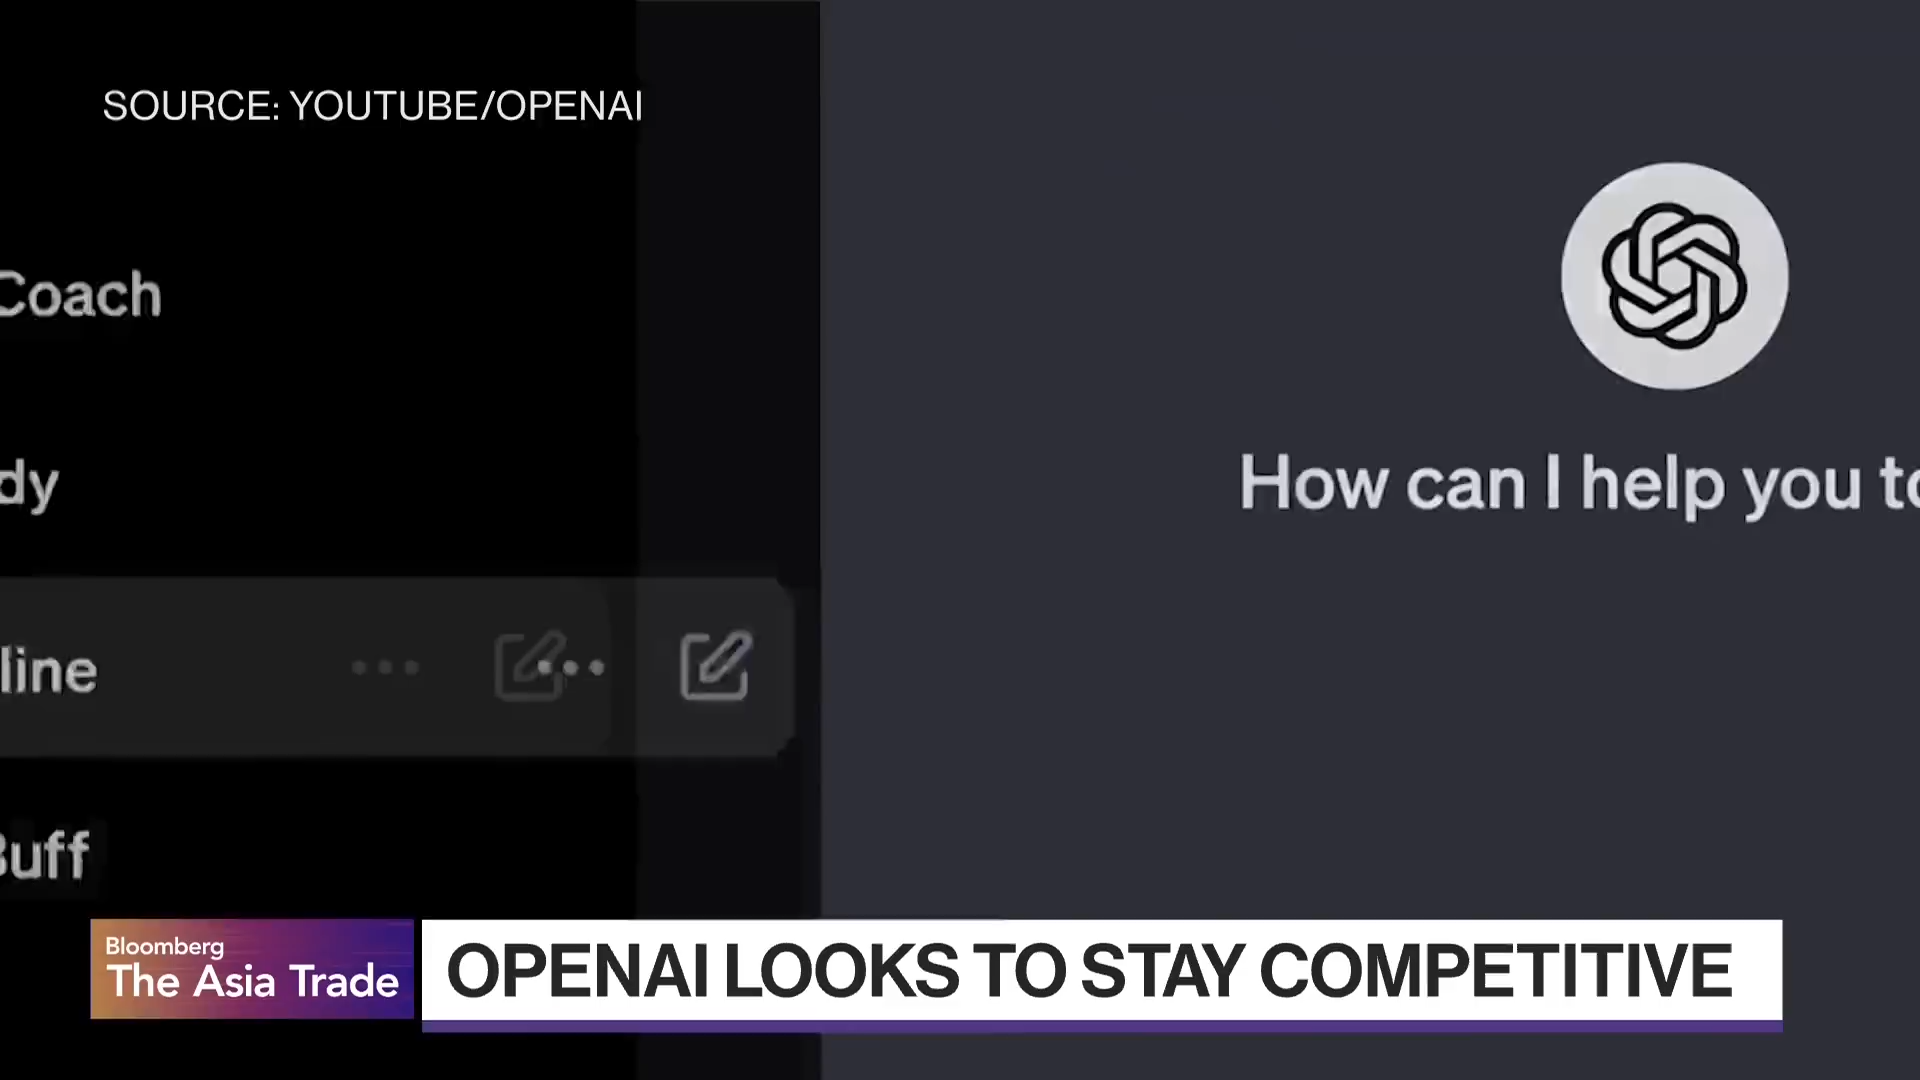 SOURCE: YOUTUBE/OPENAI
Coach
dy
How can I help you to
line
Buff
Bloomberg
The Asia Trade
OPENAI LOOKS TO STAY COMPETITIVE